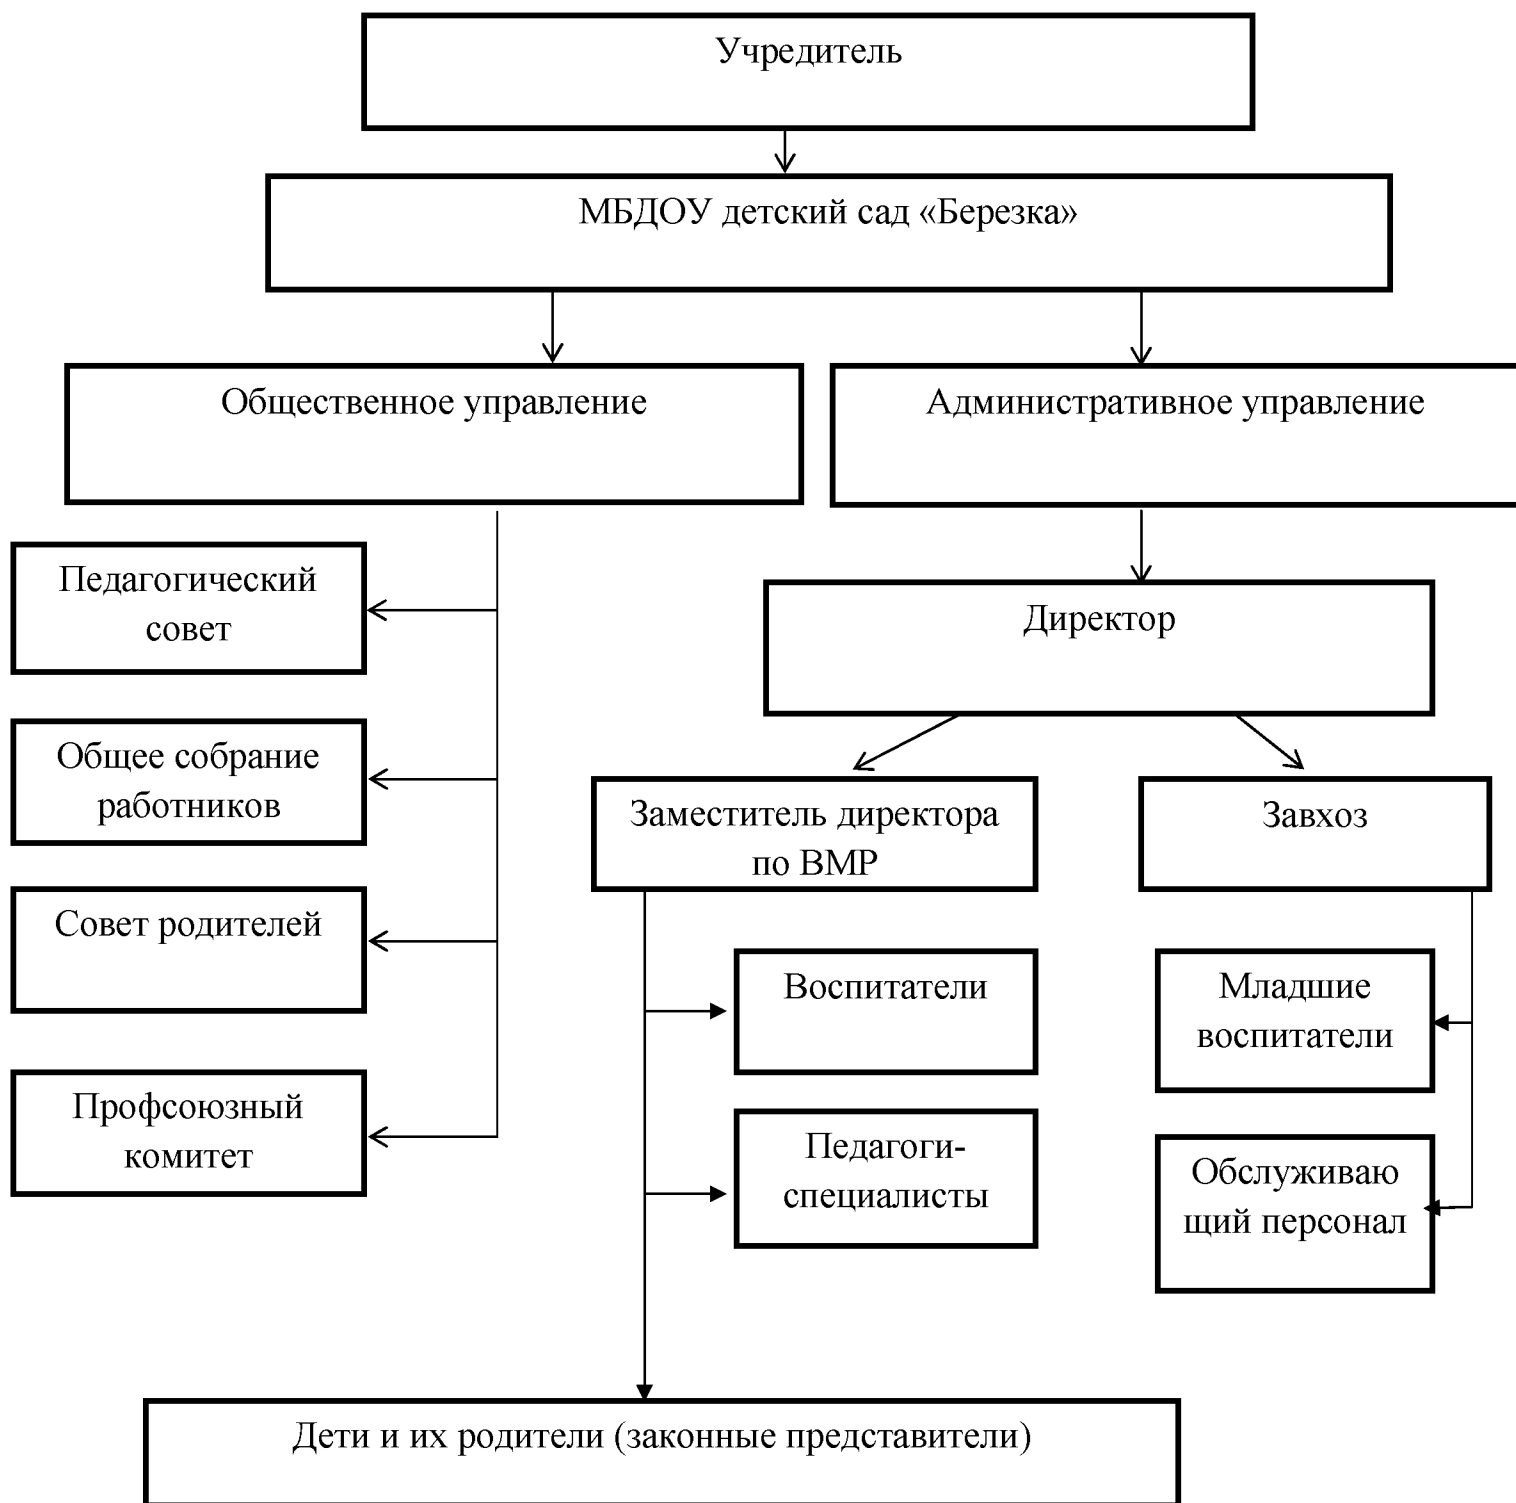 Учредитель
МБДОУ детский сад «Березка»
Общественное управление
Административное управление
Педагогический
совет
Директор
Общее собрание
работников
Заместитель директора
по ВМР
Завхоз
Совет родителей
Воспитатели
Младшие
воспитатели
Профсоюзный
комитет
Педагоги-
специалисты
Обслуживаю
щий персонал
Дети и их родители (законные представители)